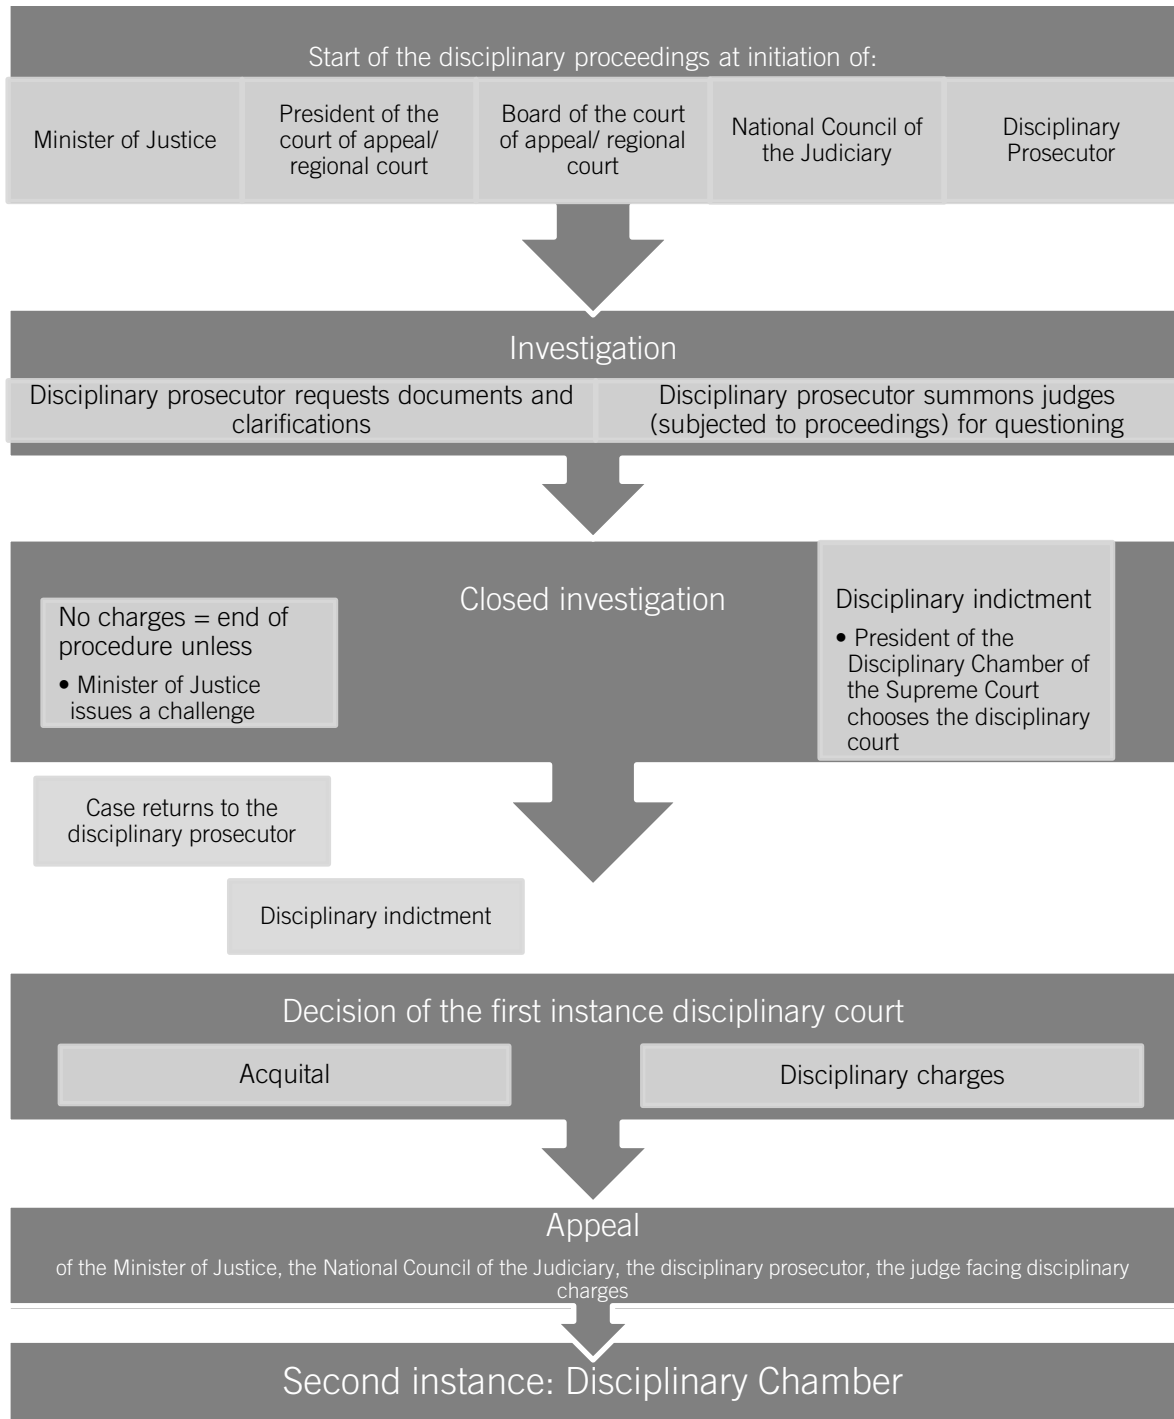 Start of the disciplinary proceedings at initiation of:
Minister of Justice
President of the
court of appeal/
regional court
Board of the court
of appeal/ regional
court
National Council of
the Judiciary
Disciplinary
Prosecutor
Investigation
Disciplinary prosecutor requests documents and
clarifications
Disciplinary prosecutor summons judges
(subjected to proceedings) for questioning
Closed investigation
No charges = end of
procedure unless
• Minister of Justice
issues a challenge
Disciplinary indictment
• President of the
Disciplinary Chamber of
the Supreme Court
chooses the disciplinary
court
Case returns to the
disciplinary prosecutor
Disciplinary indictment
Decision of the first instance disciplinary court
Acquital
Disciplinary charges
Appeal
of the Minister of Justice, the National Council of the Judiciary, the disciplinary prosecutor, the judge facing disciplinary
charges
Second instance: Disciplinary Chamber